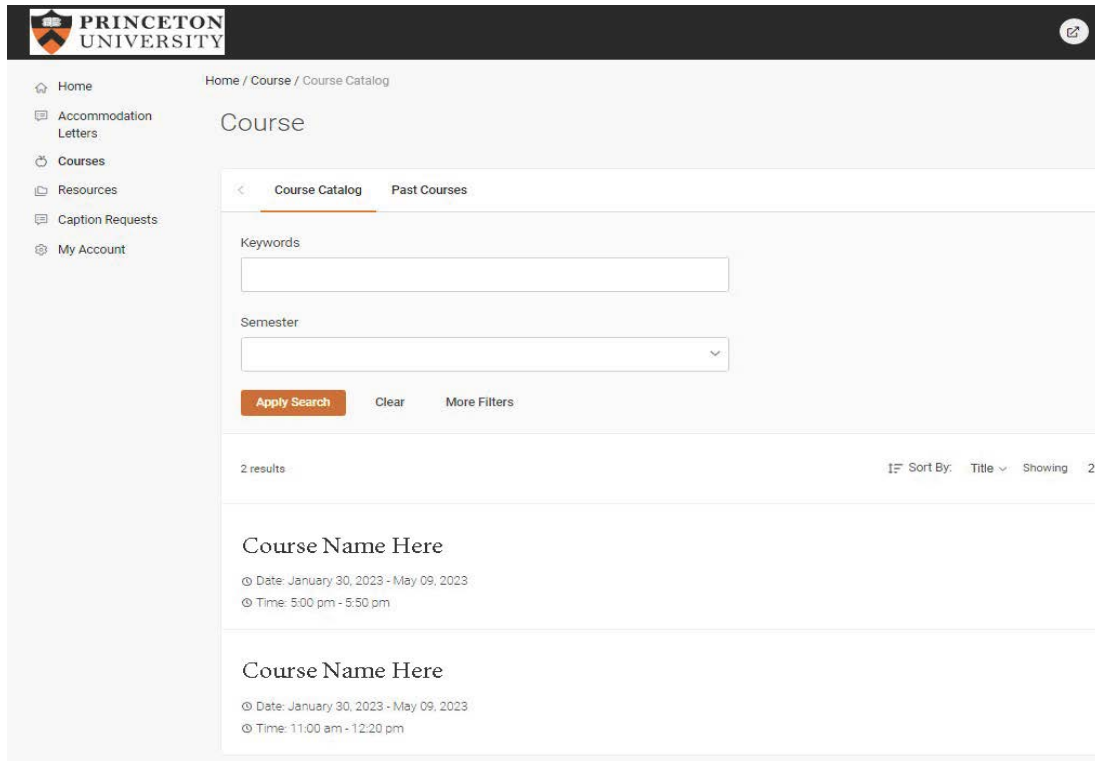 PRINCETON
UNIVERSITY
Home
Accommodation
Letters
Courses
Resources
Caption Requests
My Account
Home / Course / Course Catalog
Course
Course Catalog Past Courses
Keywords
Semester
Apply Search Clear More Filters
2 results Sort By: Title Showing 2
Course Name Here
Date: January 30, 2023 - May 09, 2023
Time: 5:00 pm - 5:50 pm
Course Name Here
Date: January 30, 2023 - May 09, 2023
Time: 11:00 am - 12:20 pm